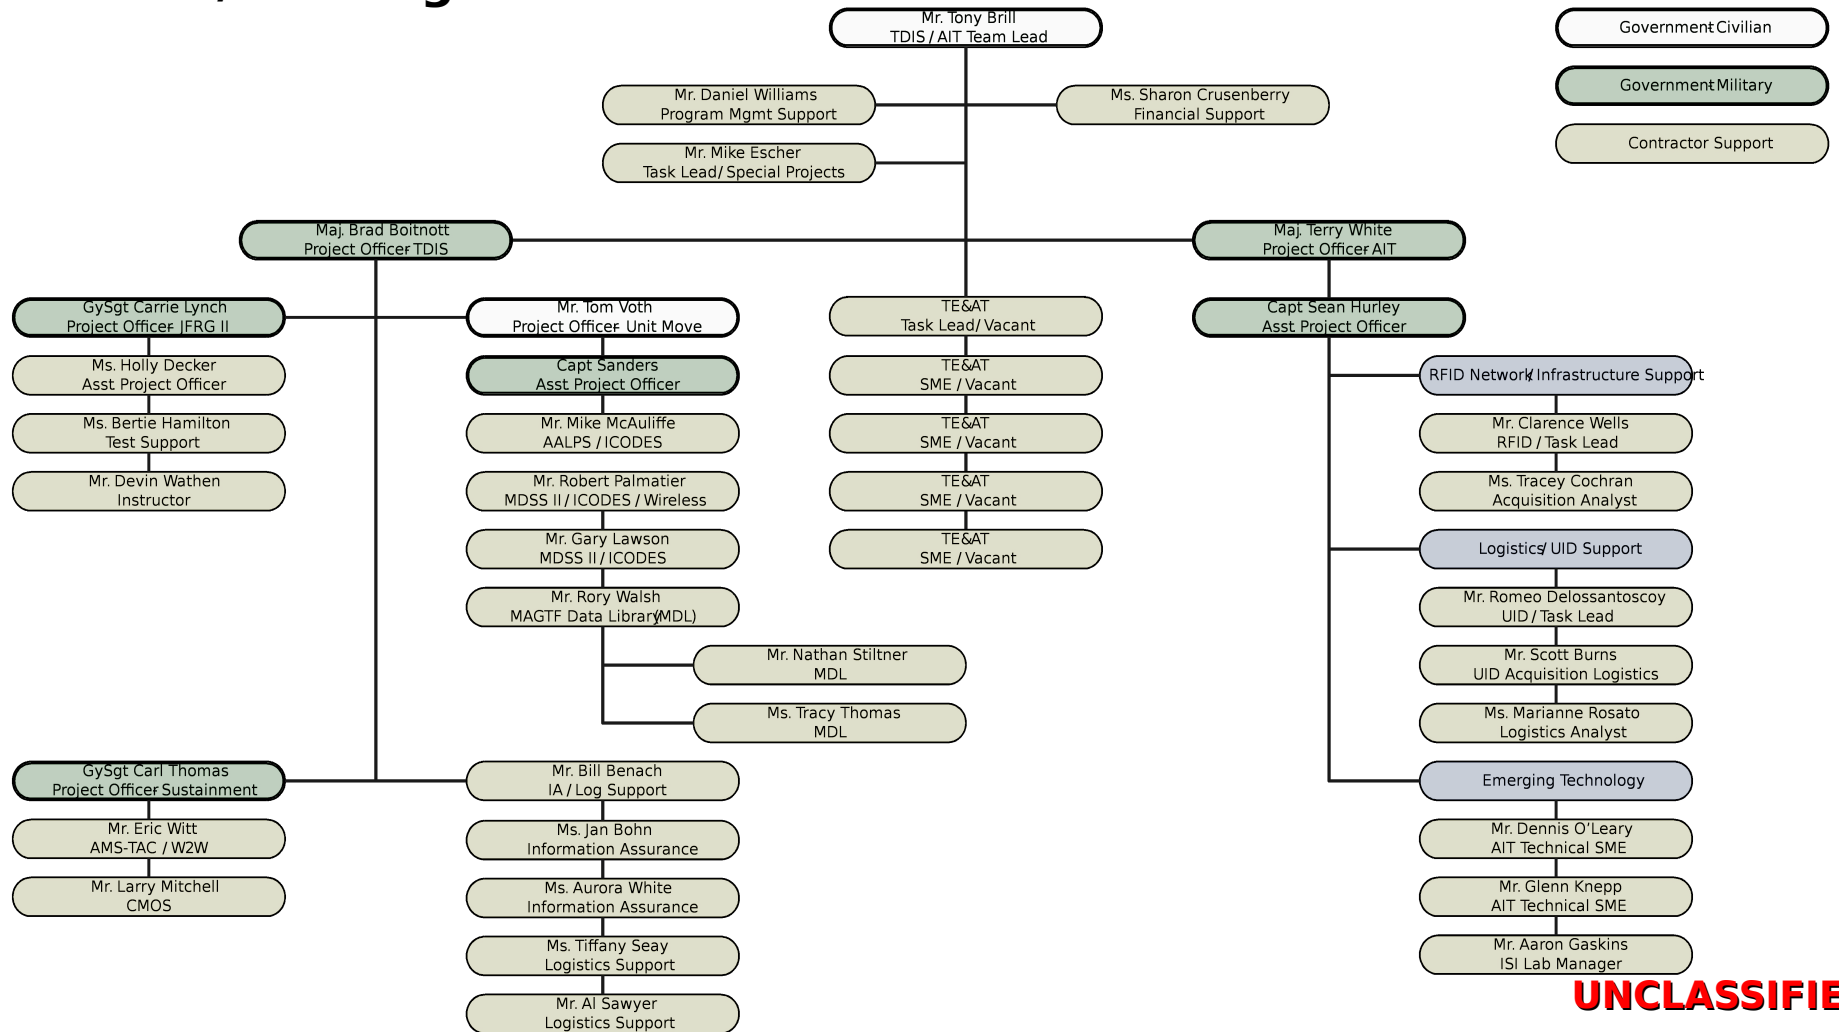 Mr. Tony Brill
TDIS / AIT Team Lead
Government-Civilian
Government-Military
Contractor Support
Mr. Daniel Williams
Program Mgmt Support
Ms. Sharon Crusenberry
Financial Support
Mr. Mike Escher
Task Lead/ Special Projects
Maj. Brad Boitnott
Project Officer- TDIS
Maj. Terry White
Project Officer- AIT
GySgt Carrie Lynch
Project Officer- JFRG II
Ms. Holly Decker
Asst Project Officer
Ms. Bertie Hamilton
Test Support
Mr. Devin Wathen
Instructor
Mr. Tom Voth
Project Officer- Unit Move
Capt Sanders
Asst Project Officer
Mr. Mike McAuliffe
AALPS / ICODES
Mr. Robert Palmatier
MDSS II / ICODES / Wireless
Mr. Gary Lawson
MDSS II / ICODES
Mr. Rory Walsh
MAGTF Data Library(MDL)
Mr. Nathan Stiltner
MDL
Ms. Tracy Thomas
MDL
TE&AT
Task Lead/ Vacant
TE&AT
SME / Vacant
TE&AT
SME / Vacant
TE&AT
SME / Vacant
TE&AT
SME / Vacant
Capt Sean Hurley
Asst Project Officer
RFID Network/ Infrastructure Support
Mr. Clarence Wells
RFID / Task Lead
Ms. Tracey Cochran
Acquisition Analyst
Logistics/ UID Support
Mr. Romeo Delossantoscoy
UID / Task Lead
Mr. Scott Burns
UID Acquisition Logistics
Ms. Marianne Rosato
Logistics Analyst
Emerging Technology
Mr. Dennis O’Leary
AIT Technical SME
Mr. Glenn Knepp
AIT Technical SME
Mr. Aaron Gaskins
ISI Lab Manager
GySgt Carl Thomas
Project Officer- Sustainment
Mr. Eric Witt
AMS-TAC / W2W
Mr. Larry Mitchell
CMOS
Mr. Bill Benach
IA / Log Support
Ms. Jan Bohn
Information Assurance
Ms. Aurora White
Information Assurance
Ms. Tiffany Seay
Logistics Support
Mr. Al Sawyer
Logistics Support
UNCLASSIFIE